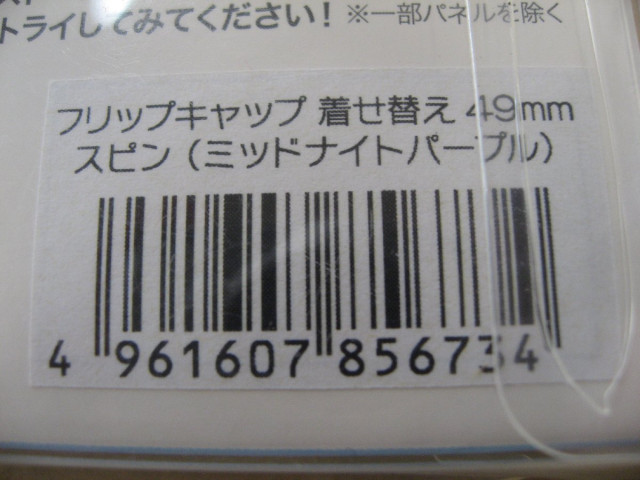 スト
トライしてみてください！ ※一部パネルを除く
フリップキャップ 着せ替え 49mm
スピン（ミッドナイトパープル）
4 961607 856734